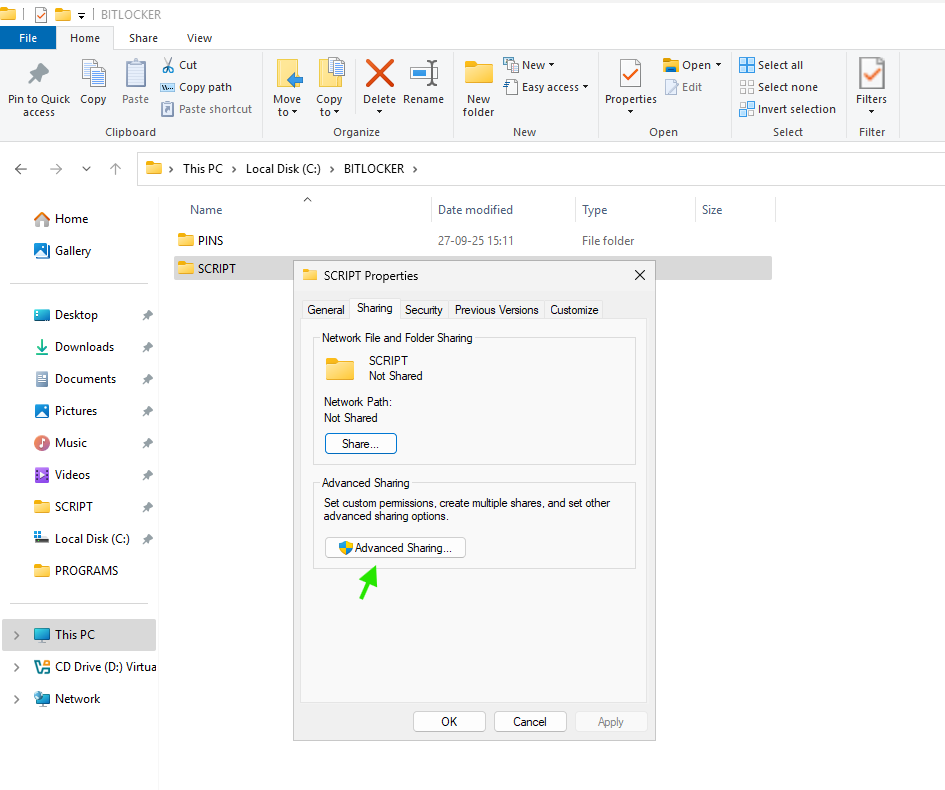 BITLOCKER
File Home Share View
Pin to Quick access
Copy
Paste
Cut
Copy path
Paste shortcut
Clipboard
Move to
Copy to
Delete
Rename
Organize
New folder
New
Easy access
New
Properties
Open
Edit
Open
Select all
Select none
Invert selection
Select
Filters
Filter
This PC Local Disk (C:) BITLOCKER
Name Date modified Type Size
PINS 27-09-25 15:11 File folder
SCRIPT
Home
Gallery
Desktop
Downloads
Documents
Pictures
Music
Videos
SCRIPT
Local Disk (C:)
PROGRAMS
This PC
CD Drive (D:) Virtua
Network
SCRIPT Properties
General Sharing Security Previous Versions Customize
Network File and Folder Sharing
SCRIPT
Not Shared
Network Path:
Not Shared
Share...
Advanced Sharing
Set custom permissions, create multiple shares, and set other
advanced sharing options.
Advanced Sharing...
OK Cancel Apply